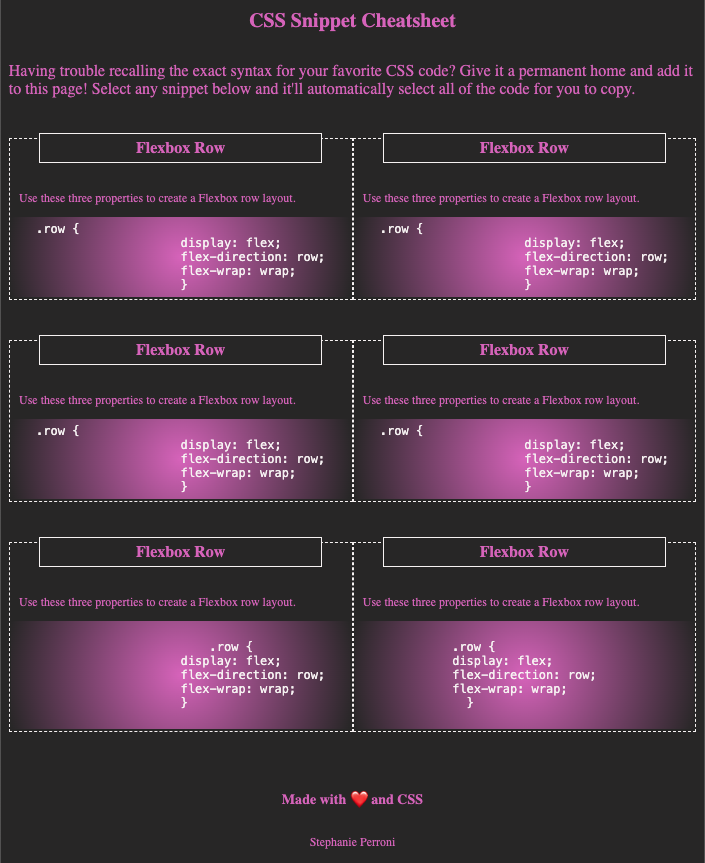 CSS Snippet Cheatsheet
Having trouble recalling the exact syntax for your favorite CSS code? Give it a permanent home and add it
to this page! Select any snippet below and it'll automatically select all of the code for you to copy.
Flexbox Row
Use these three properties to create a Flexbox row layout.
.row {
display: flex;
flex-direction: row;
flex-wrap: wrap;
}
Flexbox Row
Use these three properties to create a Flexbox row layout.
.row {
display: flex;
flex-direction: row;
flex-wrap: wrap;
}
Flexbox Row
Use these three properties to create a Flexbox row layout.
.row {
display: flex;
flex-direction: row;
flex-wrap: wrap;
}
Flexbox Row
Use these three properties to create a Flexbox row layout.
.row {
display: flex;
flex-direction: row;
flex-wrap: wrap;
}
Flexbox Row
Use these three properties to create a Flexbox row layout.
.row {
display: flex;
flex-direction: row;
flex-wrap: wrap;
}
Flexbox Row
Use these three properties to create a Flexbox row layout.
.row {
display: flex;
flex-direction: row;
flex-wrap: wrap;
}
Made with ❤️ and CSS
Stephanie Perroni